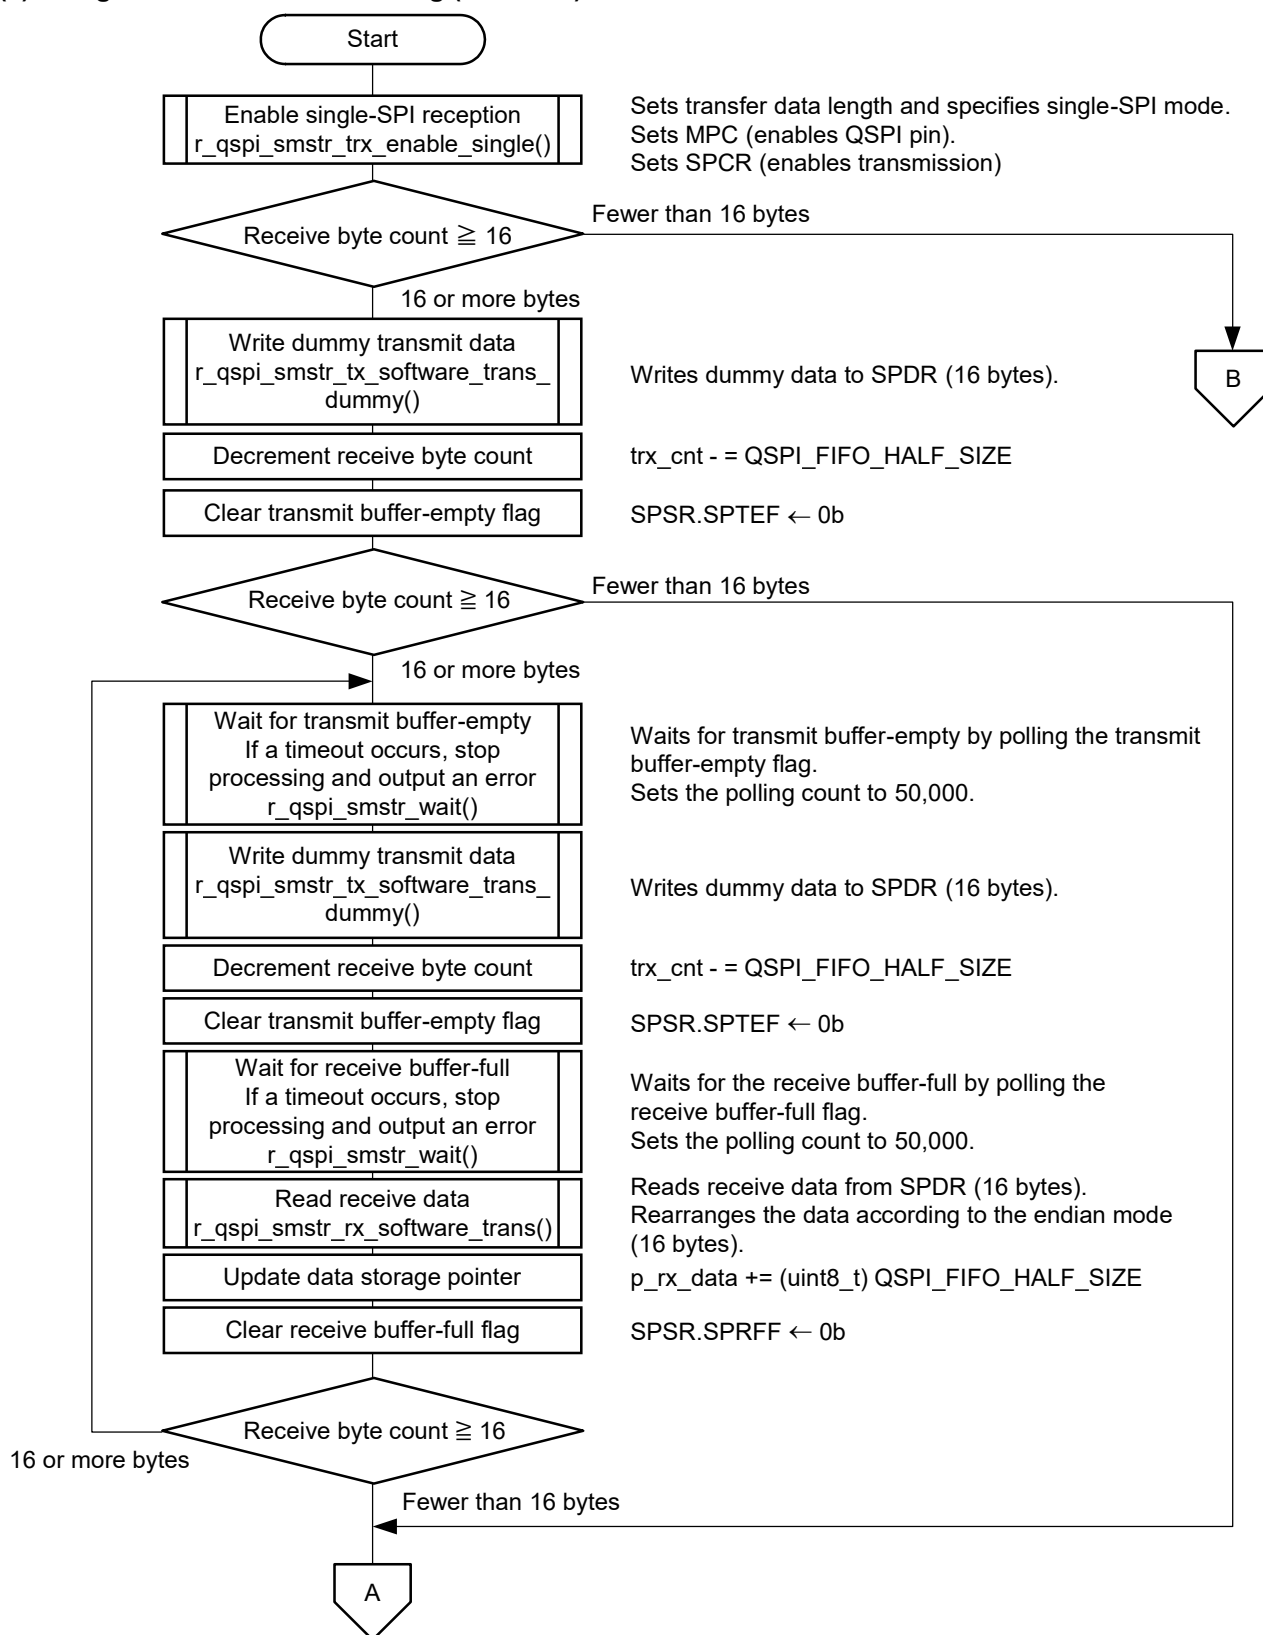 Start
Enable single-SPI reception
r_qspi_smstr_trx_enable_single()
Sets transfer data length and specifies single-SPI mode.
Sets MPC (enables QSPI pin).
Sets SPCR (enables transmission)
Fewer than 16 bytes
Receive byte count ≧ 16
16 or more bytes
Write dummy transmit data
r_qspi_smstr_tx_software_trans_
dummy()
Writes dummy data to SPDR (16 bytes).
B
Decrement receive byte count
trx_cnt - = QSPI_FIFO_HALF_SIZE
Clear transmit buffer-empty flag
SPSR.SPTEF ← 0b
Fewer than 16 bytes
Receive byte count ≧ 16
16 or more bytes
Wait for transmit buffer-empty
If a timeout occurs, stop
processing and output an error
r_qspi_smstr_wait()
Waits for transmit buffer-empty by polling the transmit
buffer-empty flag.
Sets the polling count to 50,000.
Write dummy transmit data
r_qspi_smstr_tx_software_trans_
dummy()
Writes dummy data to SPDR (16 bytes).
Decrement receive byte count
trx_cnt - = QSPI_FIFO_HALF_SIZE
Clear transmit buffer-empty flag
SPSR.SPTEF ← 0b
Wait for receive buffer-full
If a timeout occurs, stop
processing and output an error
r_qspi_smstr_wait()
Waits for the receive buffer-full by polling the
receive buffer-full flag.
Sets the polling count to 50,000.
Read receive data
r_qspi_smstr_rx_software_trans()
Reads receive data from SPDR (16 bytes).
Rearranges the data according to the endian mode
(16 bytes).
Update data storage pointer
p_rx_data += (uint8_t) QSPI_FIFO_HALF_SIZE
Clear receive buffer-full flag
SPSR.SPRFF ← 0b
Receive byte count ≧ 16
16 or more bytes
Fewer than 16 bytes
A